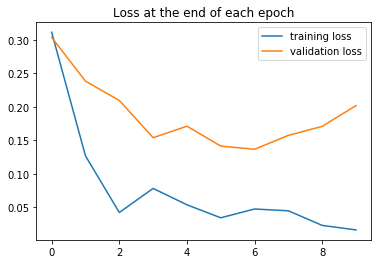 Loss at the end of each epoch
training loss
validation loss
0.30
0.25
0.20
0.15
0.10
0.05
0 2 4 6 8